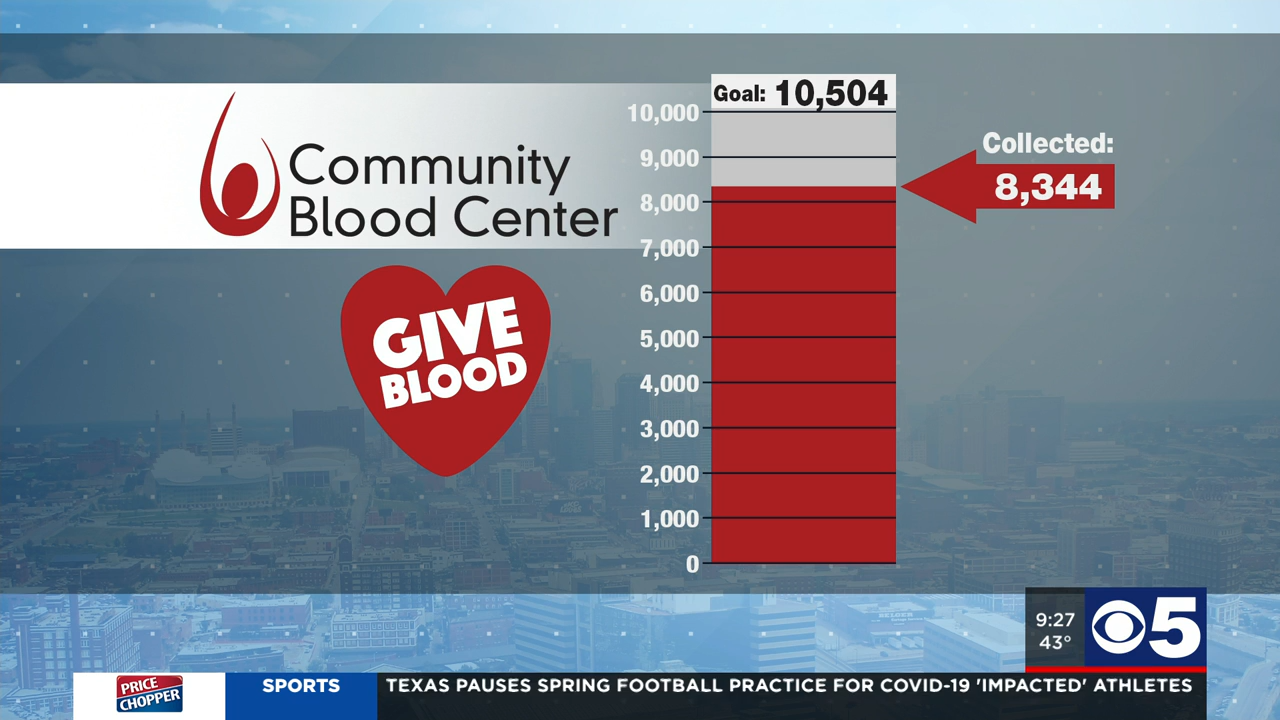 Community
Blood Center
GIVE
BLOOD
Goal: 10,504
10,000
9,000
8,000
7,000
6,000
5,000
4,000
3,000
2,000
1,000
0
Collected:
8,344
9:27
43°
5
PRICE
CHOPPER
SPORTS
TEXAS PAUSES SPRING FOOTBALL PRACTICE FOR COVID-19 'IMPACTED' ATHLETES